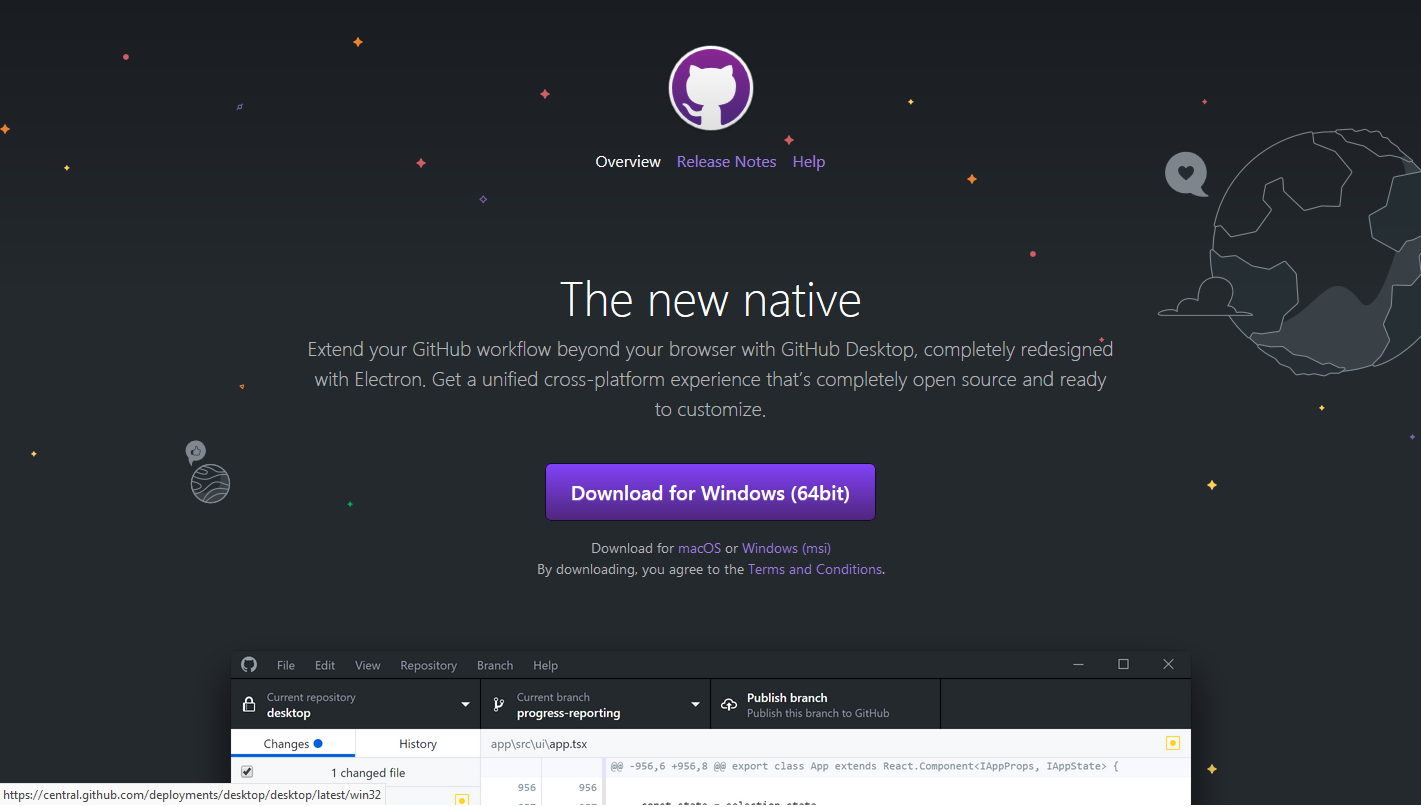 Overview Release Notes Help
The new native
Extend your GitHub workflow beyond your browser with GitHub Desktop, completely redesigned
with Electron. Get a unified cross-platform experience that's completely open source and ready
to customize.
Download for Windows (64bit)
Download for macOS or Windows (msi)
By downloading, you agree to the Terms and Conditions.
File Edit View Repository Branch Help
Current repository
desktop
Current branch
progress-reporting
Publish branch
Publish this branch to GitHub
Changes History
app\src\ui\app.tsx
1 changed file
@@ -956,6 +956,8 @@ export class App extends React.Component<IAppProps, IAppState> {
956 956
https://central.github.com/deployments/desktop/desktop/latest/win32